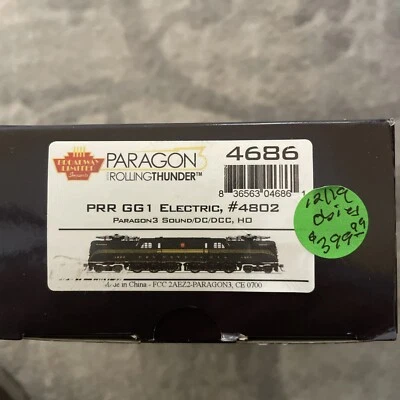 BROADWAY
LIMITED
PARAGON3
ROLLINGTHUNDER™
4686
8 36563 04686 1
PRR GG1 ELECTRIC, #4802
PARAGON3 SOUND/DC/DCC, HO
Made in China - FCC 2AEZ2-PARAGON3, CE 0700
12/19
$399.99